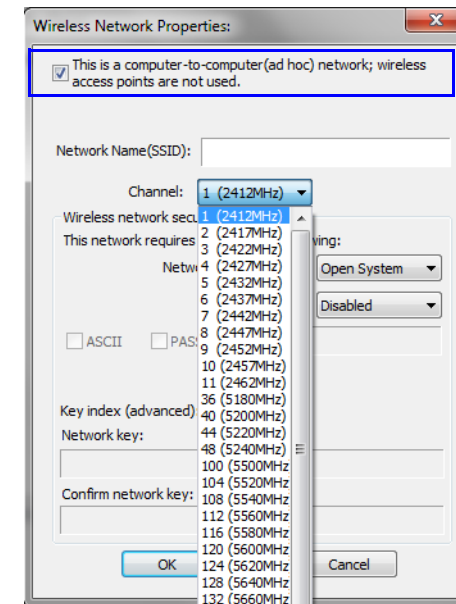 Wireless Network Properties:
This is a computer-to-computer(ad hoc) network; wireless
access points are not used.
Network Name(SSID):
Channel: 1 (2412MHz)
Wireless network secu
This network requires
wing:
Netw
Open System
Disabled
ASCII
PAS
Key index (advanced)
Network key:
Confirm network key:
1 (2412MHz)
2 (2417MHz)
3 (2422MHz)
4 (2427MHz)
5 (2432MHz)
6 (2437MHz)
7 (2442MHz)
8 (2447MHz)
9 (2452MHz)
10 (2457MHz)
11 (2462MHz)
36 (5180MHz)
40 (5200MHz)
44 (5220MHz)
48 (5240MHz)
100 (5500MHz
104 (5520MHz
108 (5540MHz
112 (5560MHz
116 (5580MHz
120 (5600MHz
124 (5620MHz
128 (5640MHz
132 (5660MHz
OK
Cancel